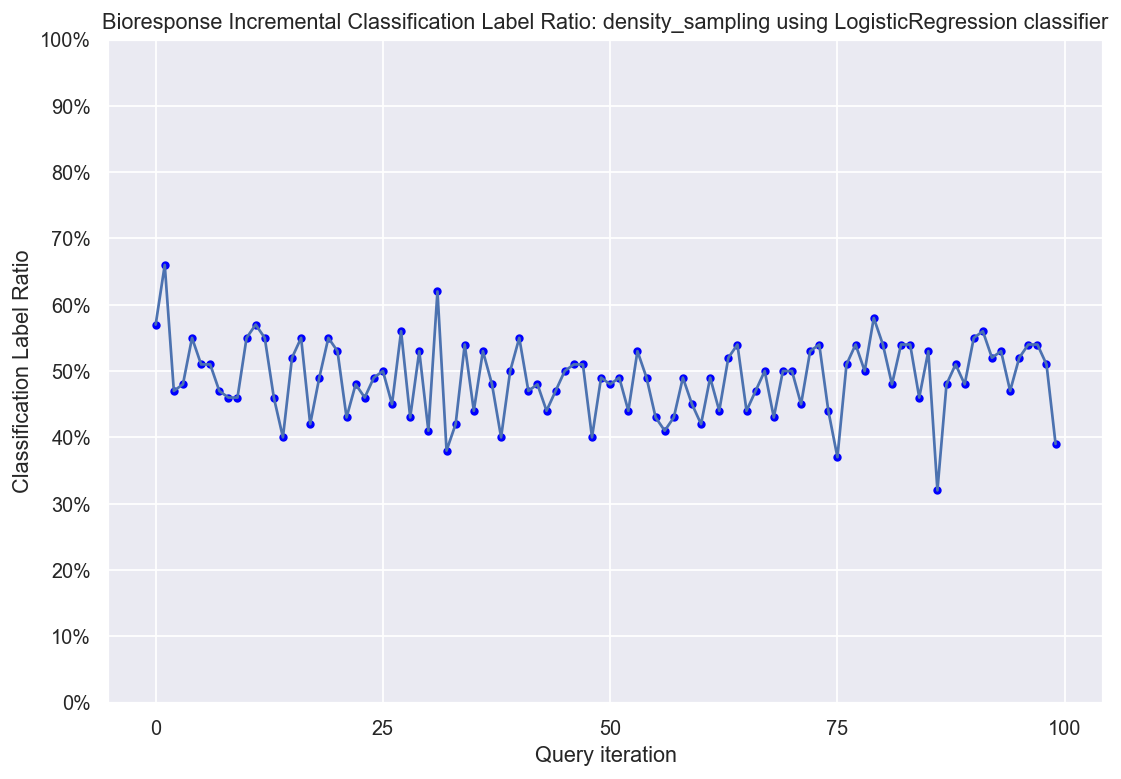 Bioresponse Incremental Classification Label Ratio: density_sampling using LogisticRegression classifier
100%
90%
80%
70%
60%
50%
40%
30%
20%
10%
0%
Classification Label Ratio
0 25 50 75 100
Query iteration